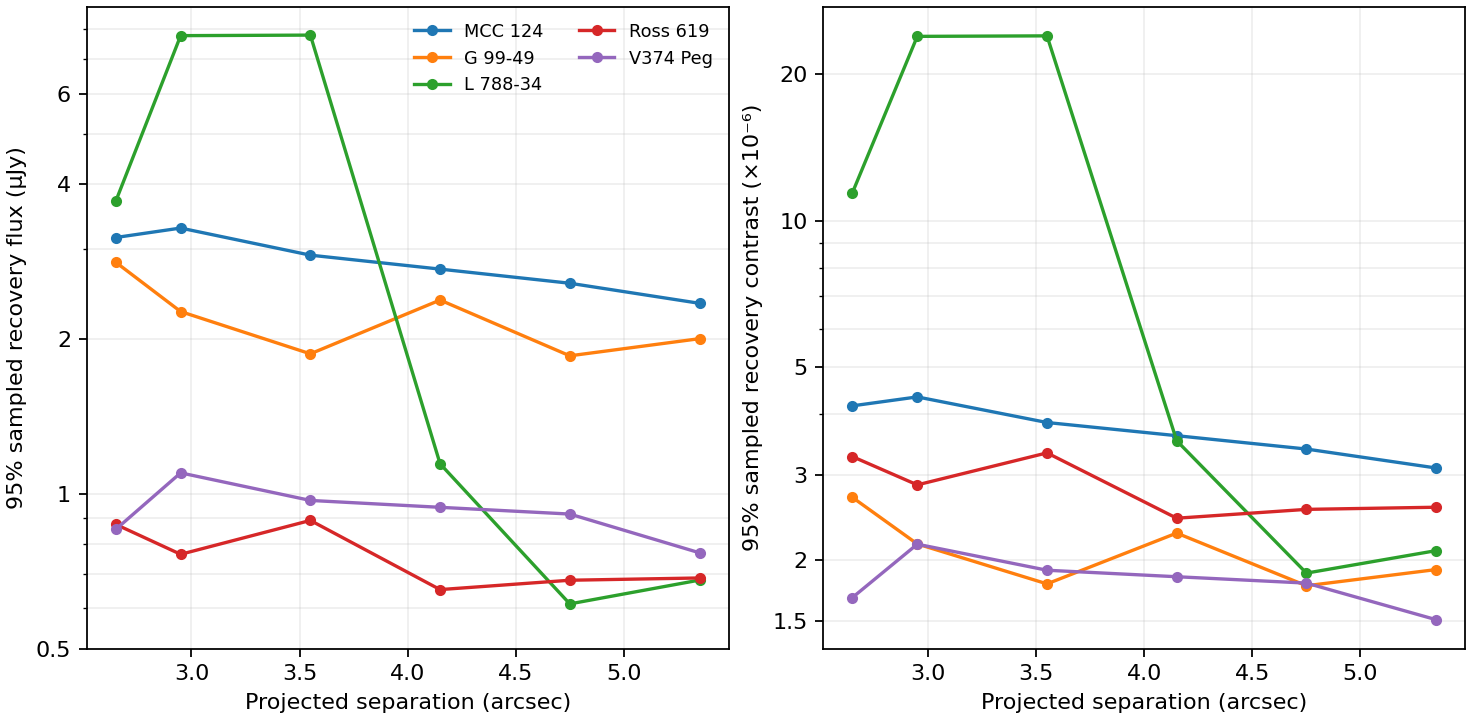 95% sampled recovery flux (μJy)
6
4
2
1
0.5
3.0 3.5 4.0 4.5 5.0
Projected separation (arcsec)
MCC 124
G 99-49
L 788-34
Ross 619
V374 Peg
95% sampled recovery contrast (×10⁻⁶)
20
10
5
3
2
1.5
3.0 3.5 4.0 4.5 5.0
Projected separation (arcsec)